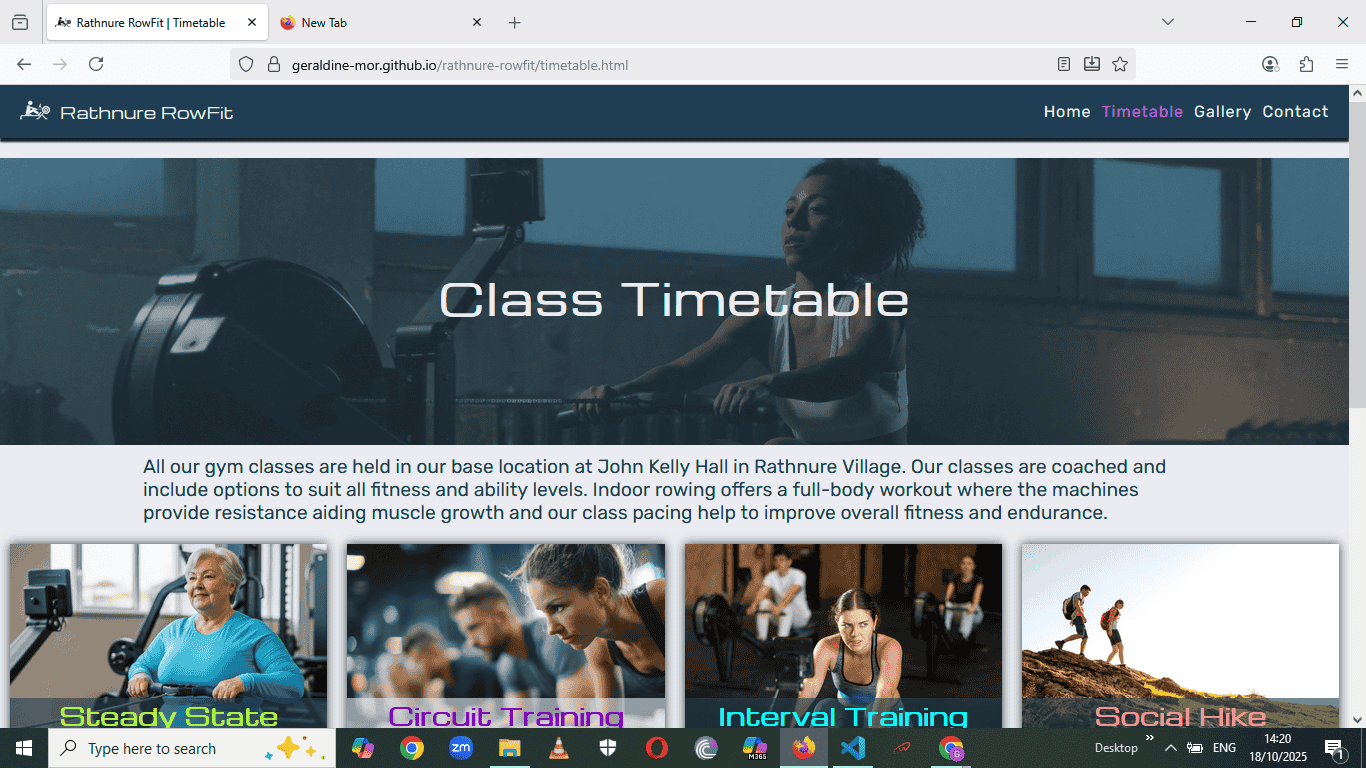 Rathnure RowFit | Timetable
New Tab
geraldine-mor.github.io/rathnure-rowfit/timetable.html
Rathnure RowFit
Home Timetable Gallery Contact
Class Timetable
All our gym classes are held in our base location at John Kelly Hall in Rathnure Village. Our classes are coached and
include options to suit all fitness and ability levels. Indoor rowing offers a full-body workout where the machines
provide resistance aiding muscle growth and our class pacing help to improve overall fitness and endurance.
Steady State
Circuit Training
Interval Training
Social Hike
Type here to search
zm
M365
G
Desktop
ENG
14:20
18/10/2025
1